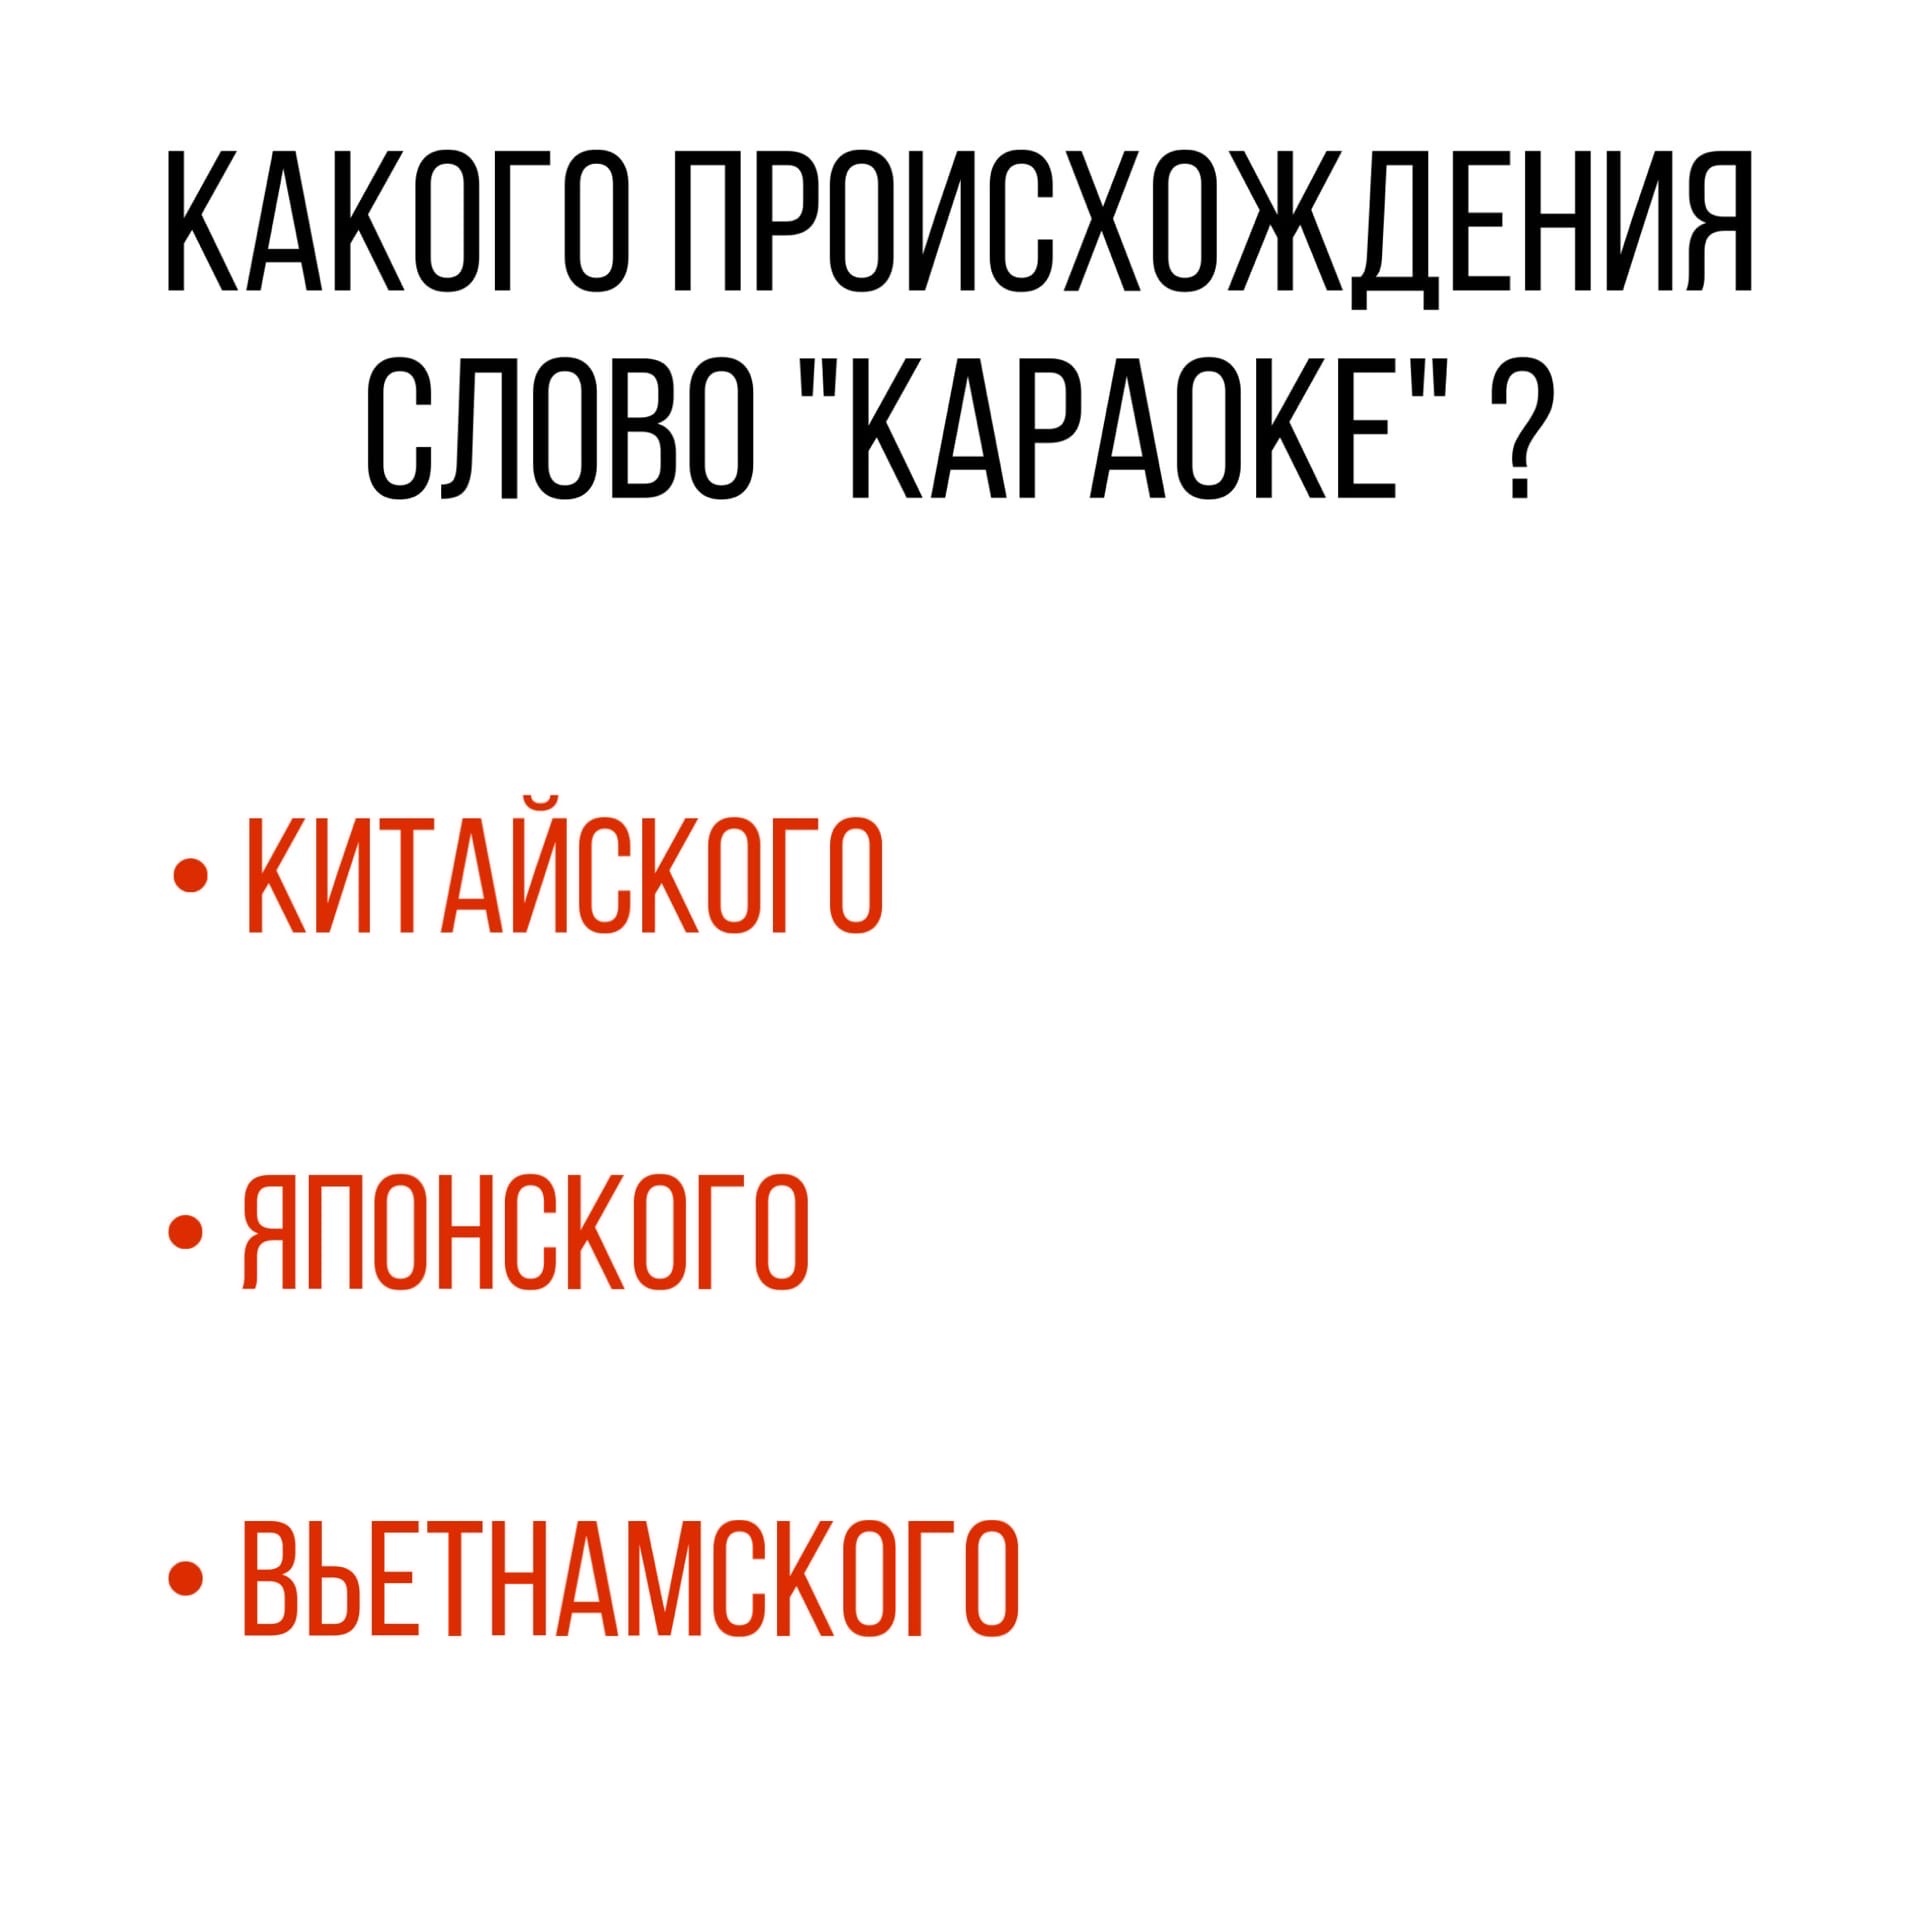 КАКОГО ПРОИСХОЖДЕНИЯ
СЛОВО "КАРАОКЕ" ?
• КИТАЙСКОГО
• ЯПОНСКОГО
• ВЬЕТНАМСКОГО